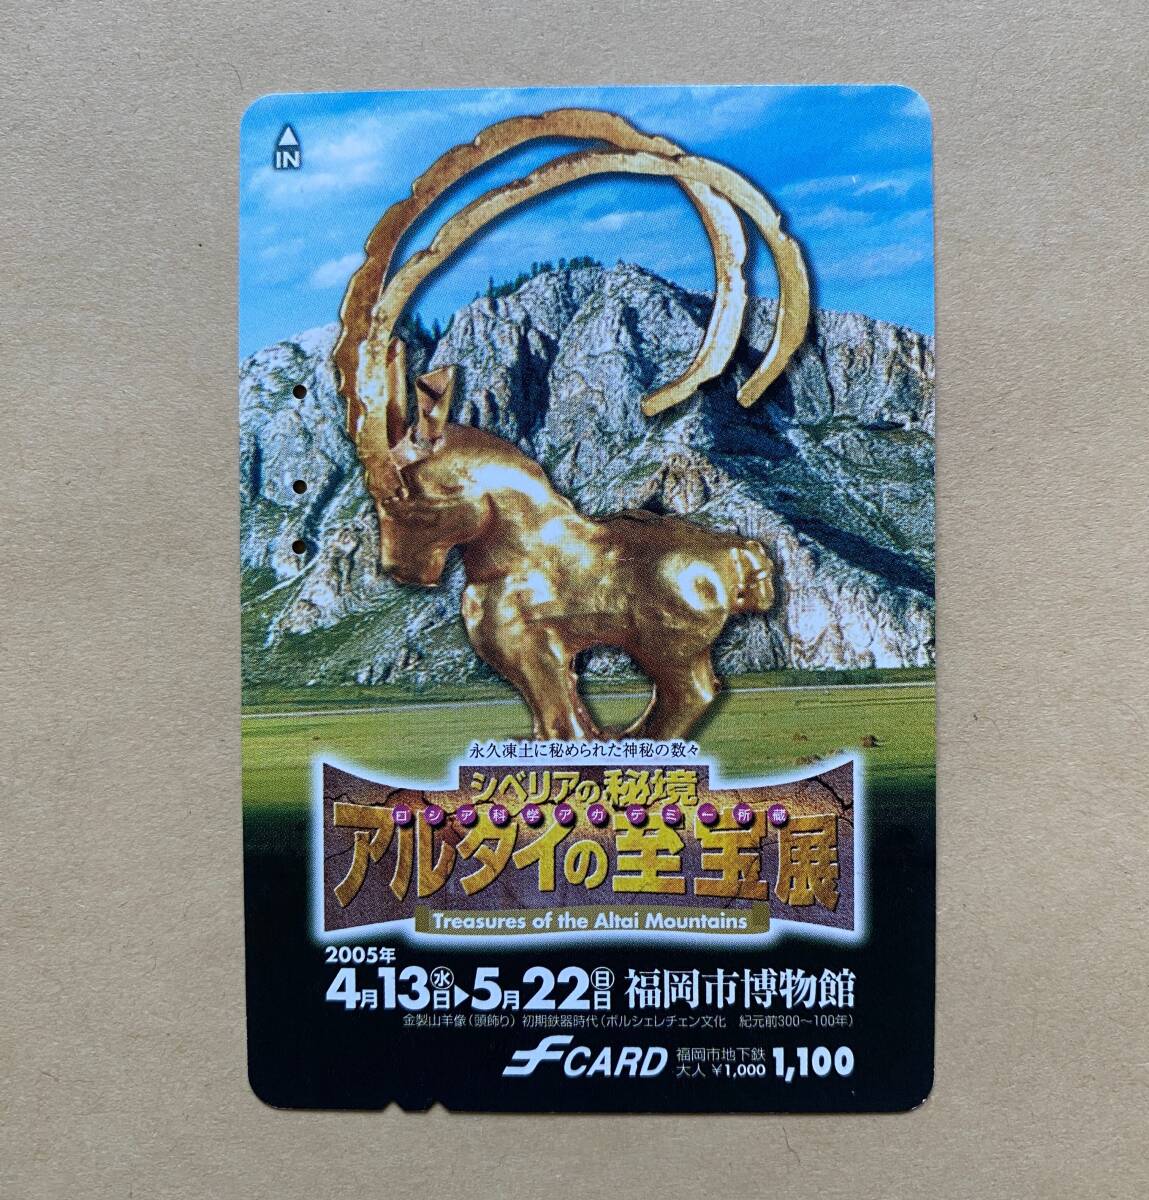 IN
永久凍土に秘められた神秘の数々
シベリアの秘境
ロシア科学アカデミー所蔵
アルタイの至宝展
Treasures of the Altai Mountains
2005年
4月13日㊌▶5月22日㊐ 福岡市博物館
金製山羊像(頭飾り) 初期鉄器時代(ボルシェレチェン文化 紀元前300〜100年)
F CARD 福岡市地下鉄
大人 ¥1,000 1,100